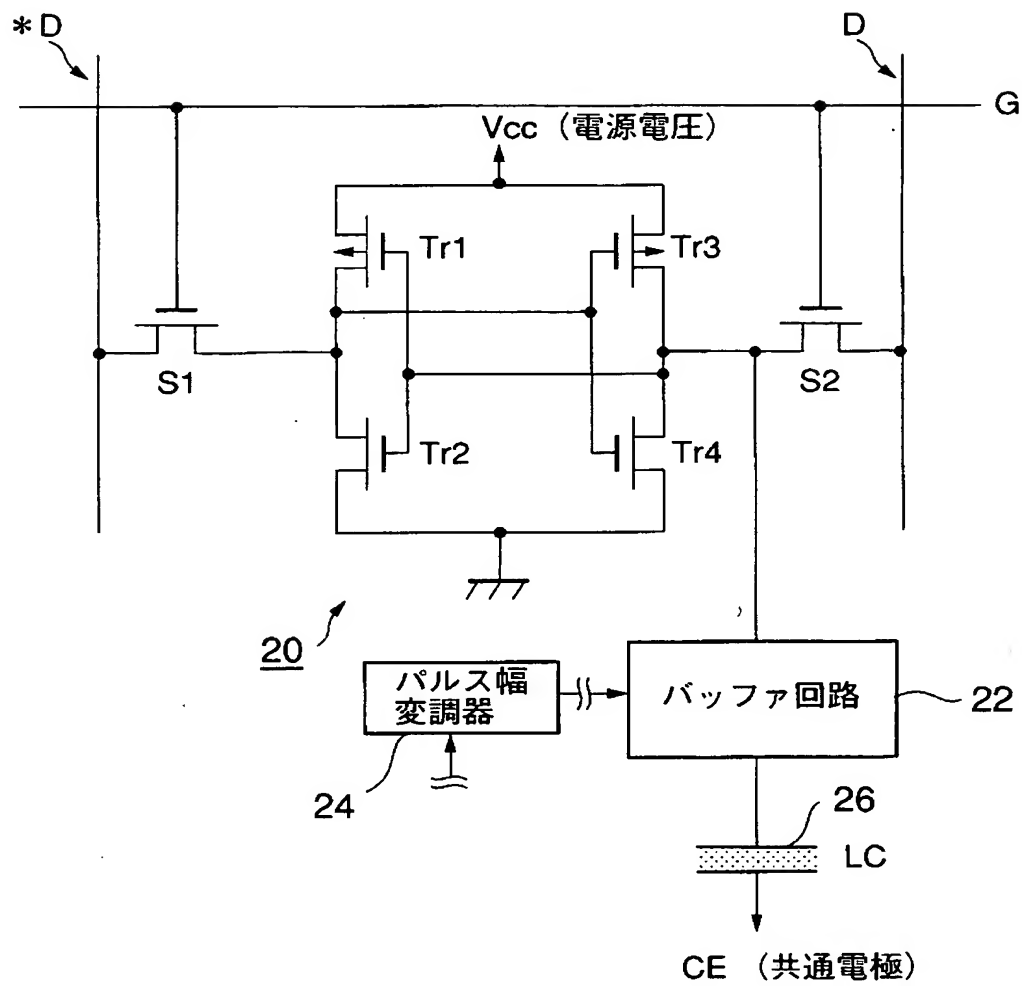 *D
D
G
Vcc (電源電圧)
Tr1
Tr3
S1
S2
Tr2
Tr4
20
パルス幅
変調器
バッファ回路
22
24
26
LC
CE (共通電極)